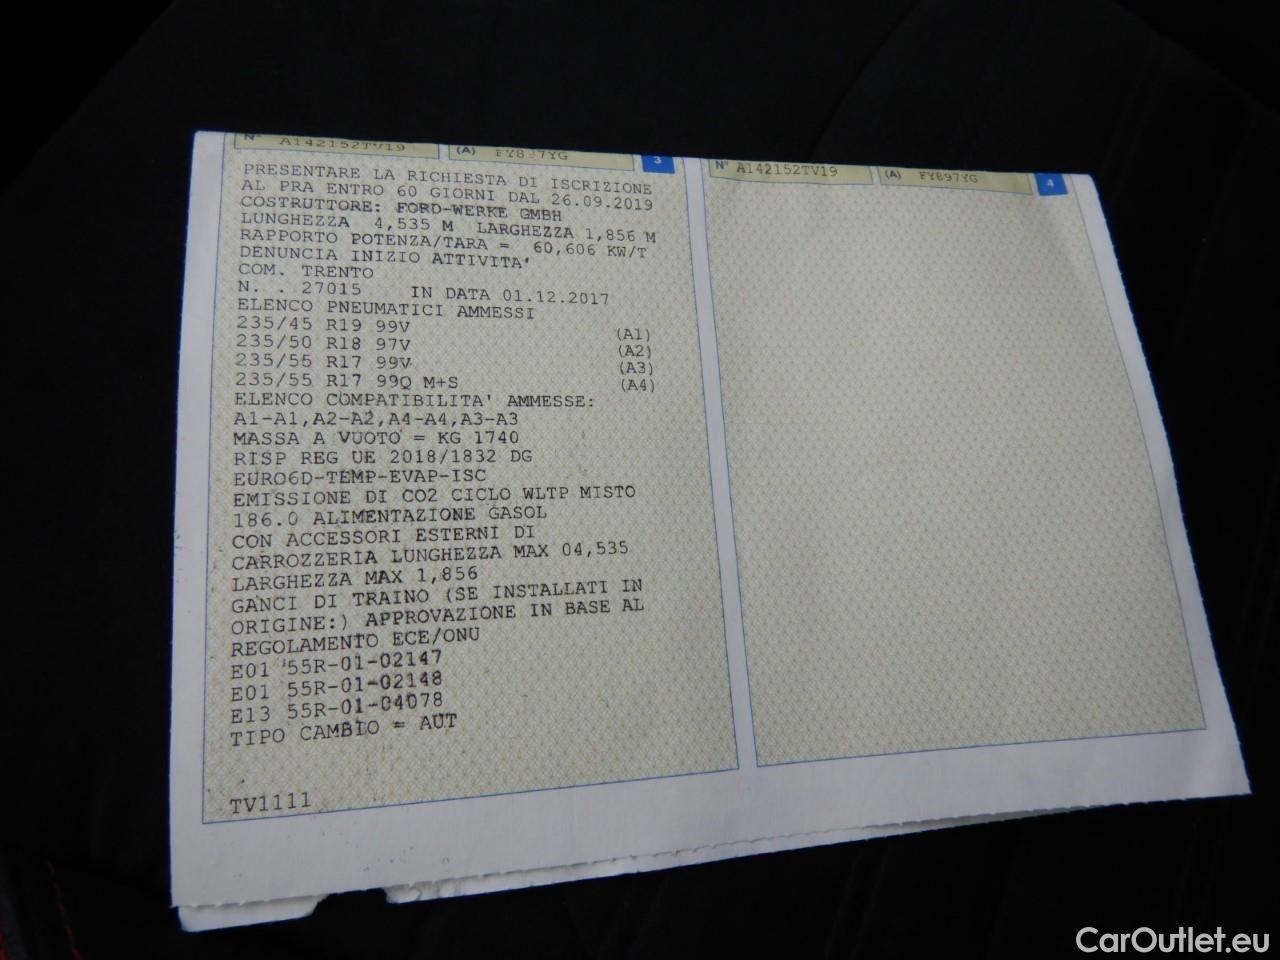 N° A142152TV19 (A) FY897YG 3
PRESENTARE LA RICHIESTA DI ISCRIZIONE
AL PRA ENTRO 60 GIORNI DAL 26.09.2019
COSTRUTTORE: FORD-WERKE GMBH
LUNGHEZZA 4,535 M LARGHEZZA 1,856 M
RAPPORTO POTENZA/TARA = 60,606 KW/T
DENUNCIA INIZIO ATTIVITA'
COM. TRENTO
N. . 27015 IN DATA 01.12.2017
ELENCO PNEUMATICI AMMESSI
235/45 R19 99V (A1)
235/50 R18 97V (A2)
235/55 R17 99V (A3)
235/55 R17 99Q M+S (A4)
ELENCO COMPATIBILITA' AMMESSE:
A1-A1,A2-A2,A4-A4,A3-A3
MASSA A VUOTO = KG 1740
RISP REG UE 2018/1832 DG
EURO6D-TEMP-EVAP-ISC
EMISSIONE DI CO2 CICLO WLTP MISTO
186.0 ALIMENTAZIONE GASOL
CON ACCESSORI ESTERNI DI
CARROZZERIA LUNGHEZZA MAX 04,535
LARGHEZZA MAX 1,856
GANCI DI TRAINO (SE INSTALLATI IN
ORIGINE:) APPROVAZIONE IN BASE AL
REGOLAMENTO ECE/ONU
E01 55R-01-02147
E01 55R-01-02148
E13 55R-01-04078
TIPO CAMBIO = AUT
TV1111
N° A142152TV19 (A) FY897YG 4
CarOutlet.eu